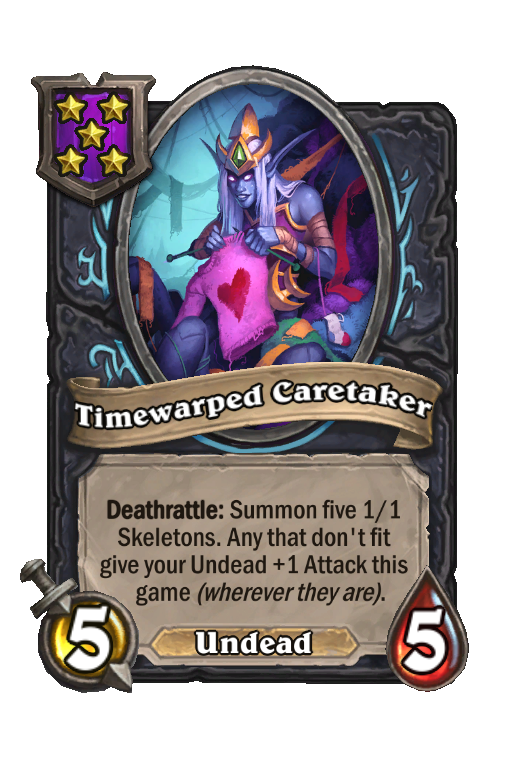 Timewarped Caretaker
Deathrattle: Summon five 1/1
Skeletons. Any that don't fit
give your Undead +1 Attack this
game (wherever they are).
5
Undead
5